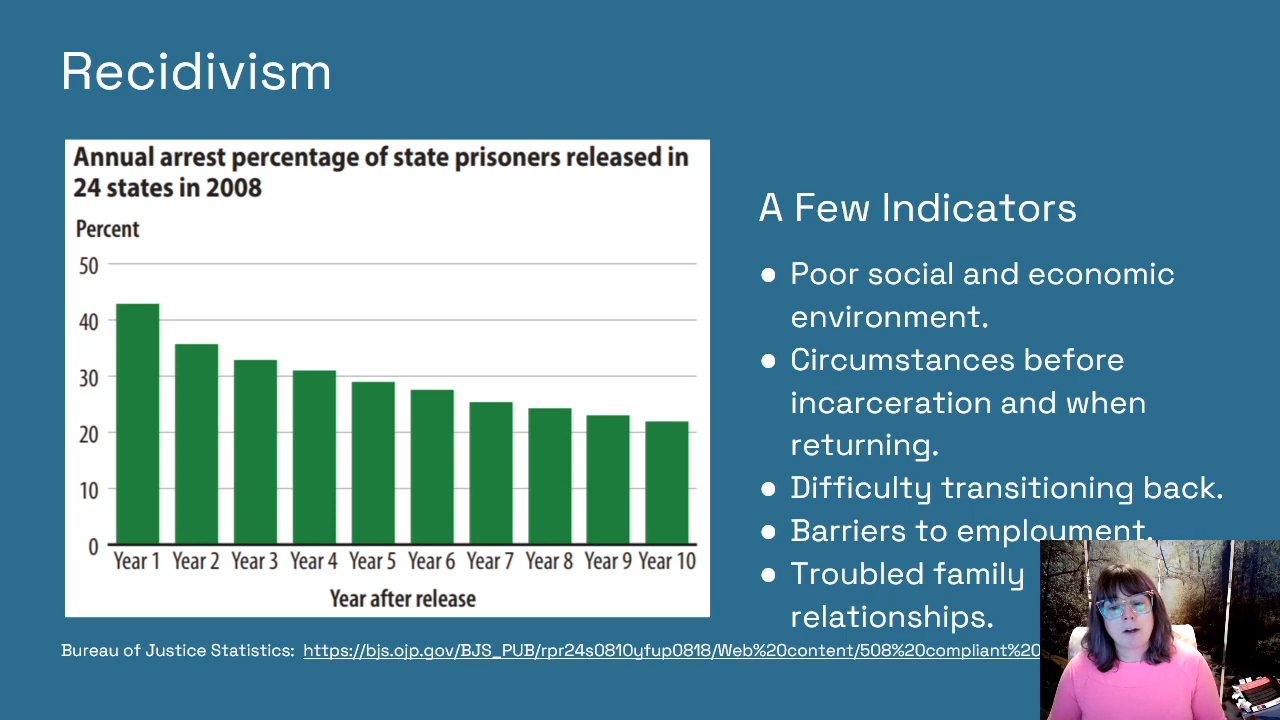 Recidivism
Annual arrest percentage of state prisoners released in
24 states in 2008
Percent
50
40
30
20
10
0
Year 1 Year 2 Year 3 Year 4 Year 5 Year 6 Year 7 Year 8 Year 9 Year 10
Year after release
A Few Indicators
● Poor social and economic
environment.
● Circumstances before
incarceration and when
returning.
● Difficulty transitioning back.
● Barriers to employment.
● Troubled family
relationships.
Bureau of Justice Statistics: https://bjs.ojp.gov/BJS_PUB/rpr24s0810yfup0818/Web%20content/508%20compliant%20